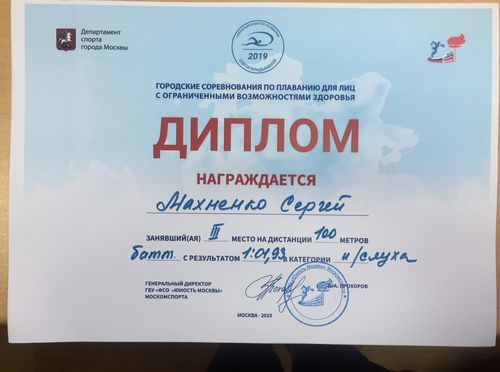 Департамент
спорта
города Москвы
2019
ГОРОДСКИЕ СОРЕВНОВАНИЯ ПО ПЛАВАНИЮ ДЛЯ ЛИЦ
С ОГРАНИЧЕННЫМИ ВОЗМОЖНОСТЯМИ ЗДОРОВЬЯ
ДИПЛОМ
НАГРАЖДАЕТСЯ
Махненко Сергей
ЗАНЯВШИЙ(АЯ) III МЕСТО НА ДИСТАНЦИИ 100 МЕТРОВ
батт. С РЕЗУЛЬТАТОМ 1:01,93 В КАТЕГОРИИ н/слуха
ГЕНЕРАЛЬНЫЙ ДИРЕКТОР
ГБУ «ФСО «ЮНОСТЬ МОСКВЫ»
МОСКОМСПОРТА
ПРОХОРОВ
МОСКВА - 2019